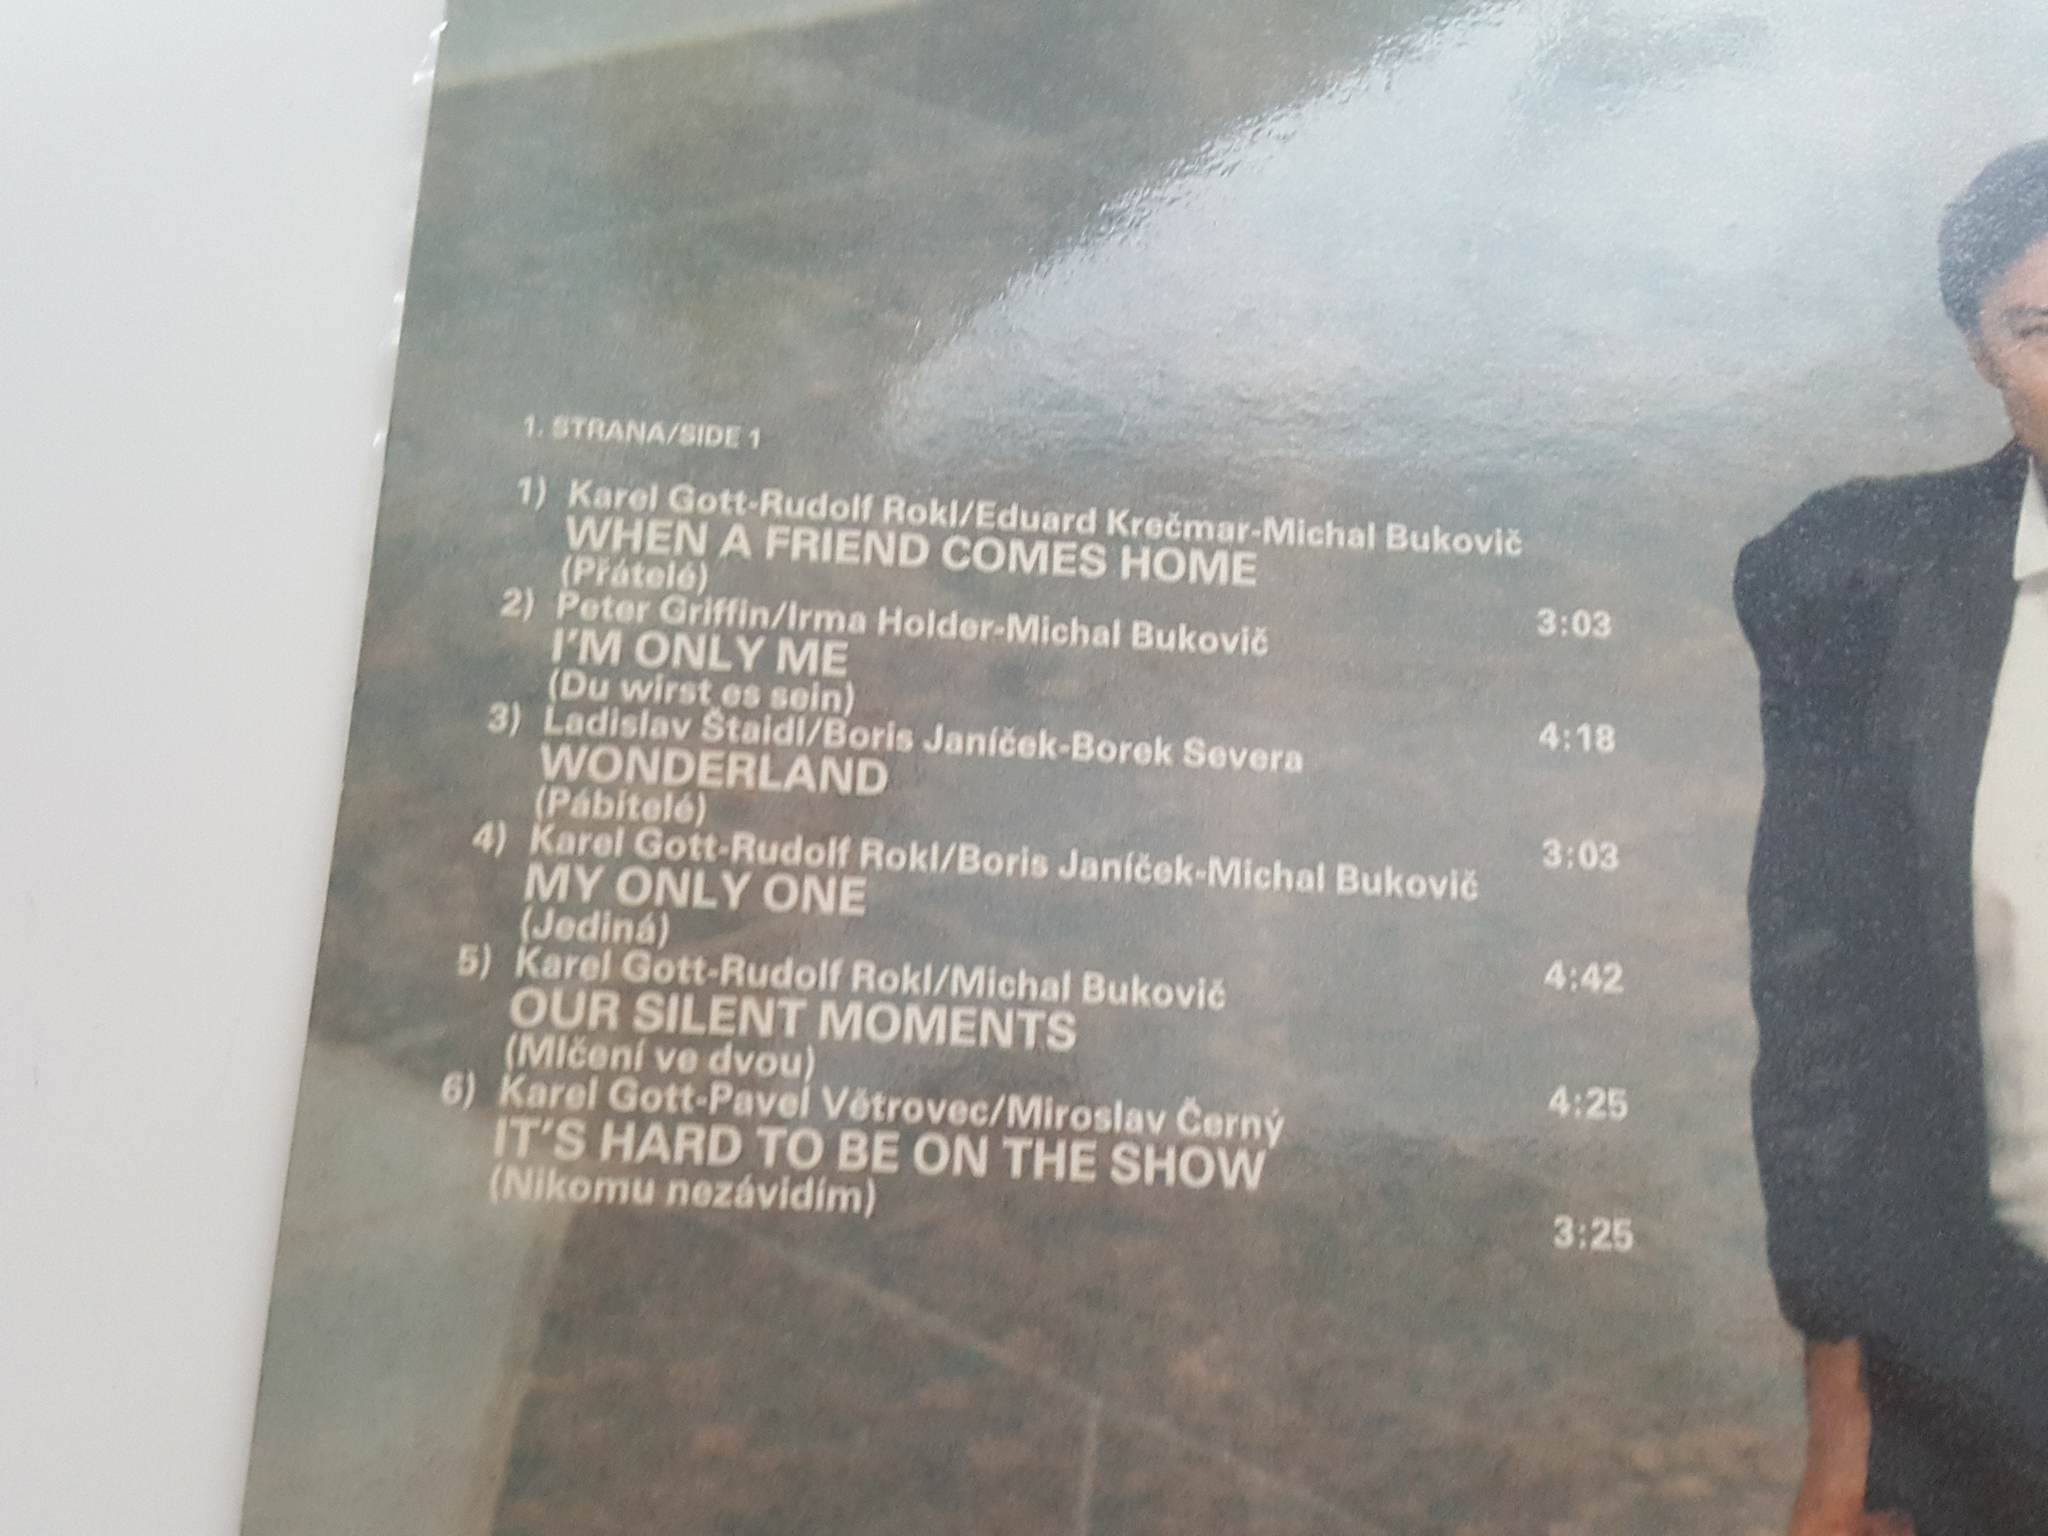 1. STRANA/SIDE 1
1) Karel Gott-Rudolf Rokl/Eduard Krečmar-Michal Bukovič
WHEN A FRIEND COMES HOME
(Přátelé) 3:03
2) Peter Griffin/Irma Holder-Michal Bukovič
I'M ONLY ME
(Du wirst es sein) 4:18
3) Ladislav Štaidl/Boris Janíček-Borek Severa
WONDERLAND
(Pábitelé) 3:03
4) Karel Gott-Rudolf Rokl/Boris Janíček-Michal Bukovič
MY ONLY ONE
(Jediná) 4:42
5) Karel Gott-Rudolf Rokl/Michal Bukovič
OUR SILENT MOMENTS
(Mlčení ve dvou) 4:25
6) Karel Gott-Pavel Větrovec/Miroslav Černý
IT'S HARD TO BE ON THE SHOW
(Nikomu nezávidím) 3:25